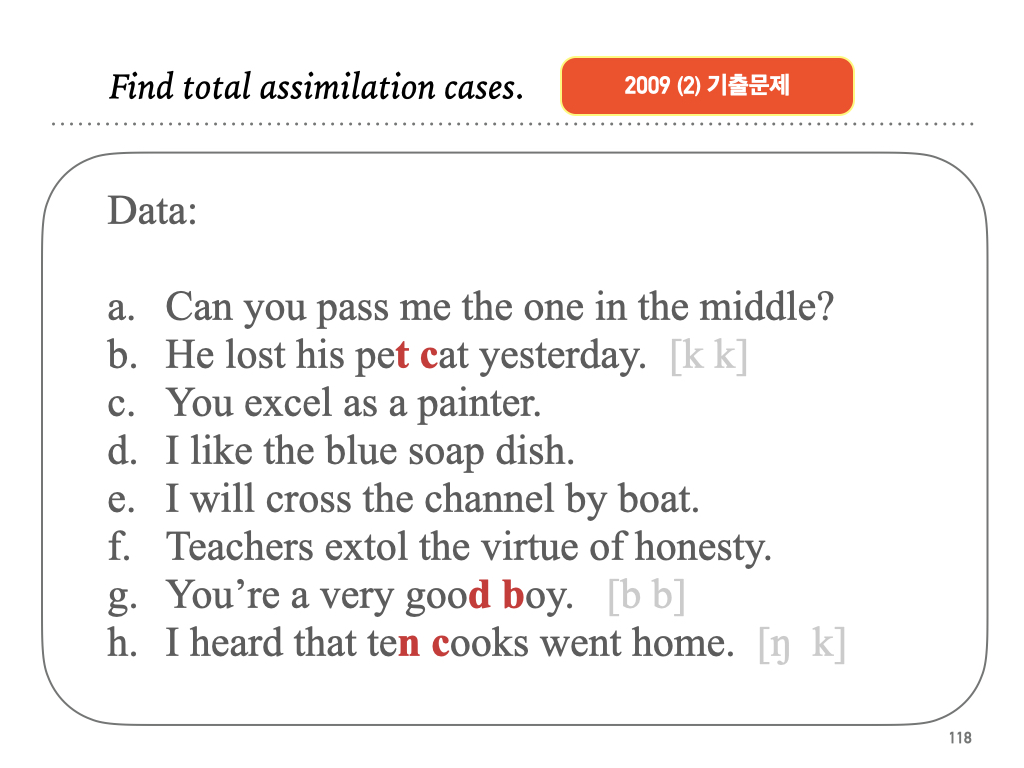 Find total assimilation cases.
2009 (2) 기출문제
Data:
a. Can you pass me the one in the middle?
b. He lost his pet cat yesterday. [k k]
c. You excel as a painter.
d. I like the blue soap dish.
e. I will cross the channel by boat.
f. Teachers extol the virtue of honesty.
g. You’re a very good boy. [b b]
h. I heard that ten cooks went home. [ŋ k]
118